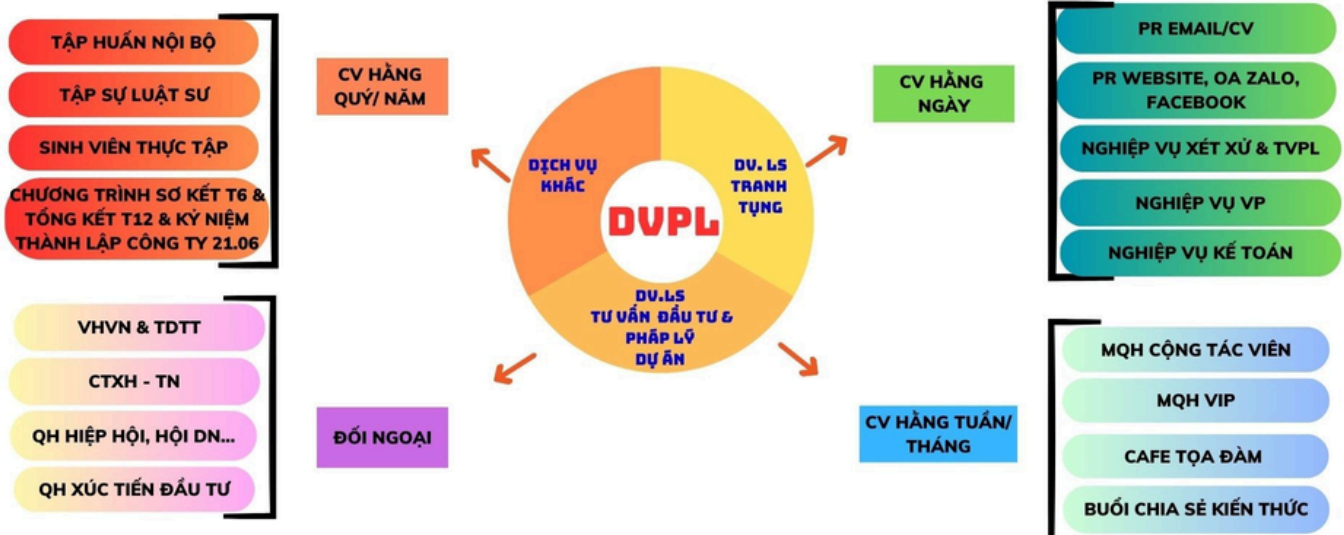 TẬP HUẤN NỘI BỘ
TẬP SỰ LUẬT SƯ
SINH VIÊN THỰC TẬP
CHƯƠNG TRÌNH SƠ KẾT T6 &
TỔNG KẾT T12 & KỶ NIỆM
THÀNH LẬP CÔNG TY 21.06
CV HẰNG
QUÝ/ NĂM
VHVN & TDTT
CTXH - TN
QH HIỆP HỘI, HỘI DN...
QH XÚC TIẾN ĐẦU TƯ
ĐỐI NGOẠI
DỊCH VỤ
KHÁC
DV. LS
TRANH
TỤNG
DVPL
DV.LS
TƯ VẤN ĐẦU TƯ &
PHÁP LÝ
DỰ ÁN
CV HẰNG
NGÀY
PR EMAIL/CV
PR WEBSITE, OA ZALO,
FACEBOOK
NGHIỆP VỤ XÉT XỬ & TVPL
NGHIỆP VỤ VP
NGHIỆP VỤ KẾ TOÁN
CV HẰNG TUẦN/
THÁNG
MQH CỘNG TÁC VIÊN
MQH VIP
CAFE TỌA ĐÀM
BUỔI CHIA SẺ KIẾN THỨC